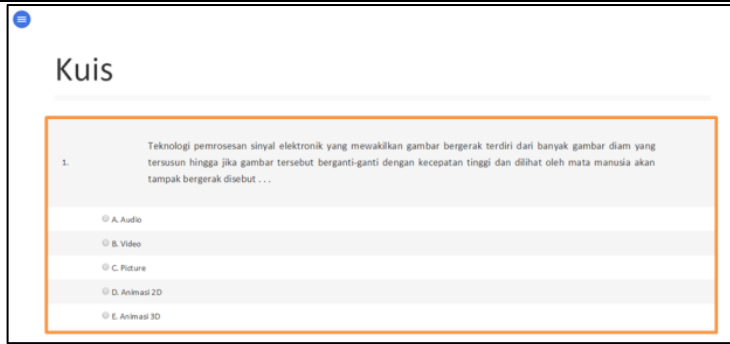 Kuis
1.
Teknologi pemrosesan sinyal elektronik yang mewakilkan gambar bergerak terdiri dari banyak gambar diam yang
tersusun hingga jika gambar tersebut berganti-ganti dengan kecepatan tinggi dan dilihat oleh mata manusia akan
tampak bergerak disebut . . .
A. Audio
B. Video
C. Picture
D. Animasi 2D
E. Animasi 3D